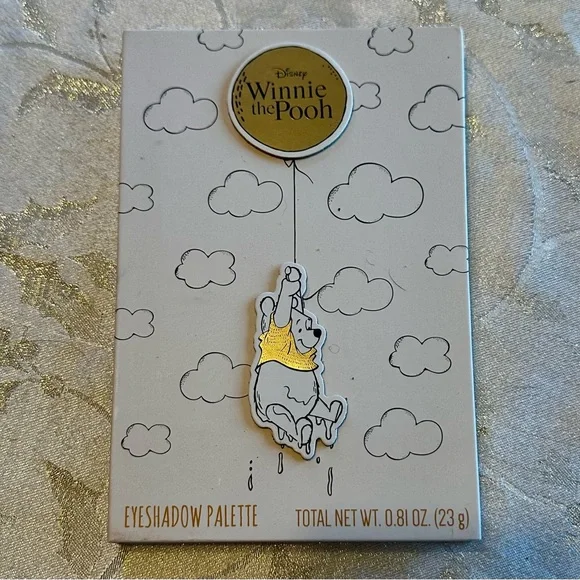 Disney
Winnie
the Pooh
EYESHADOW PALETTE
TOTAL NET WT. 0.81 OZ. (23 g)